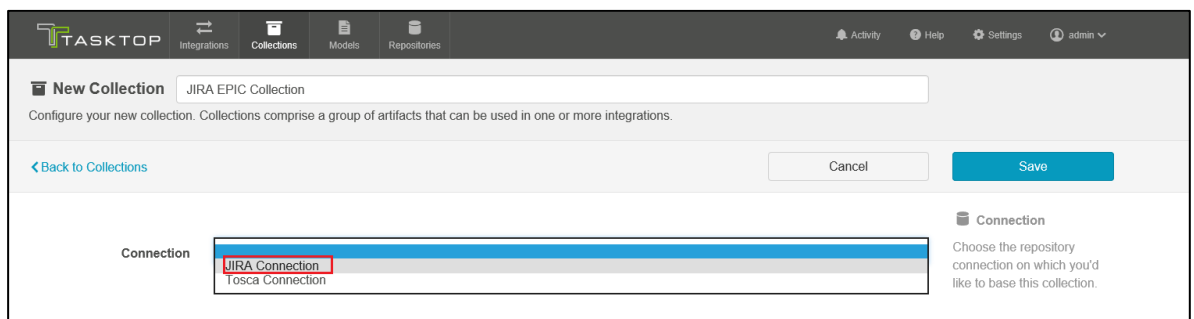 TASKTOP
Integrations
Collections
Models
Repositories
Activity
Help
Settings
admin
New Collection
JIRA EPIC Collection
Configure your new collection. Collections comprise a group of artifacts that can be used in one or more integrations.
Back to Collections
Cancel
Save
Connection
JIRA Connection
Tosca Connection
Connection
Choose the repository
connection on which you'd
like to base this collection.